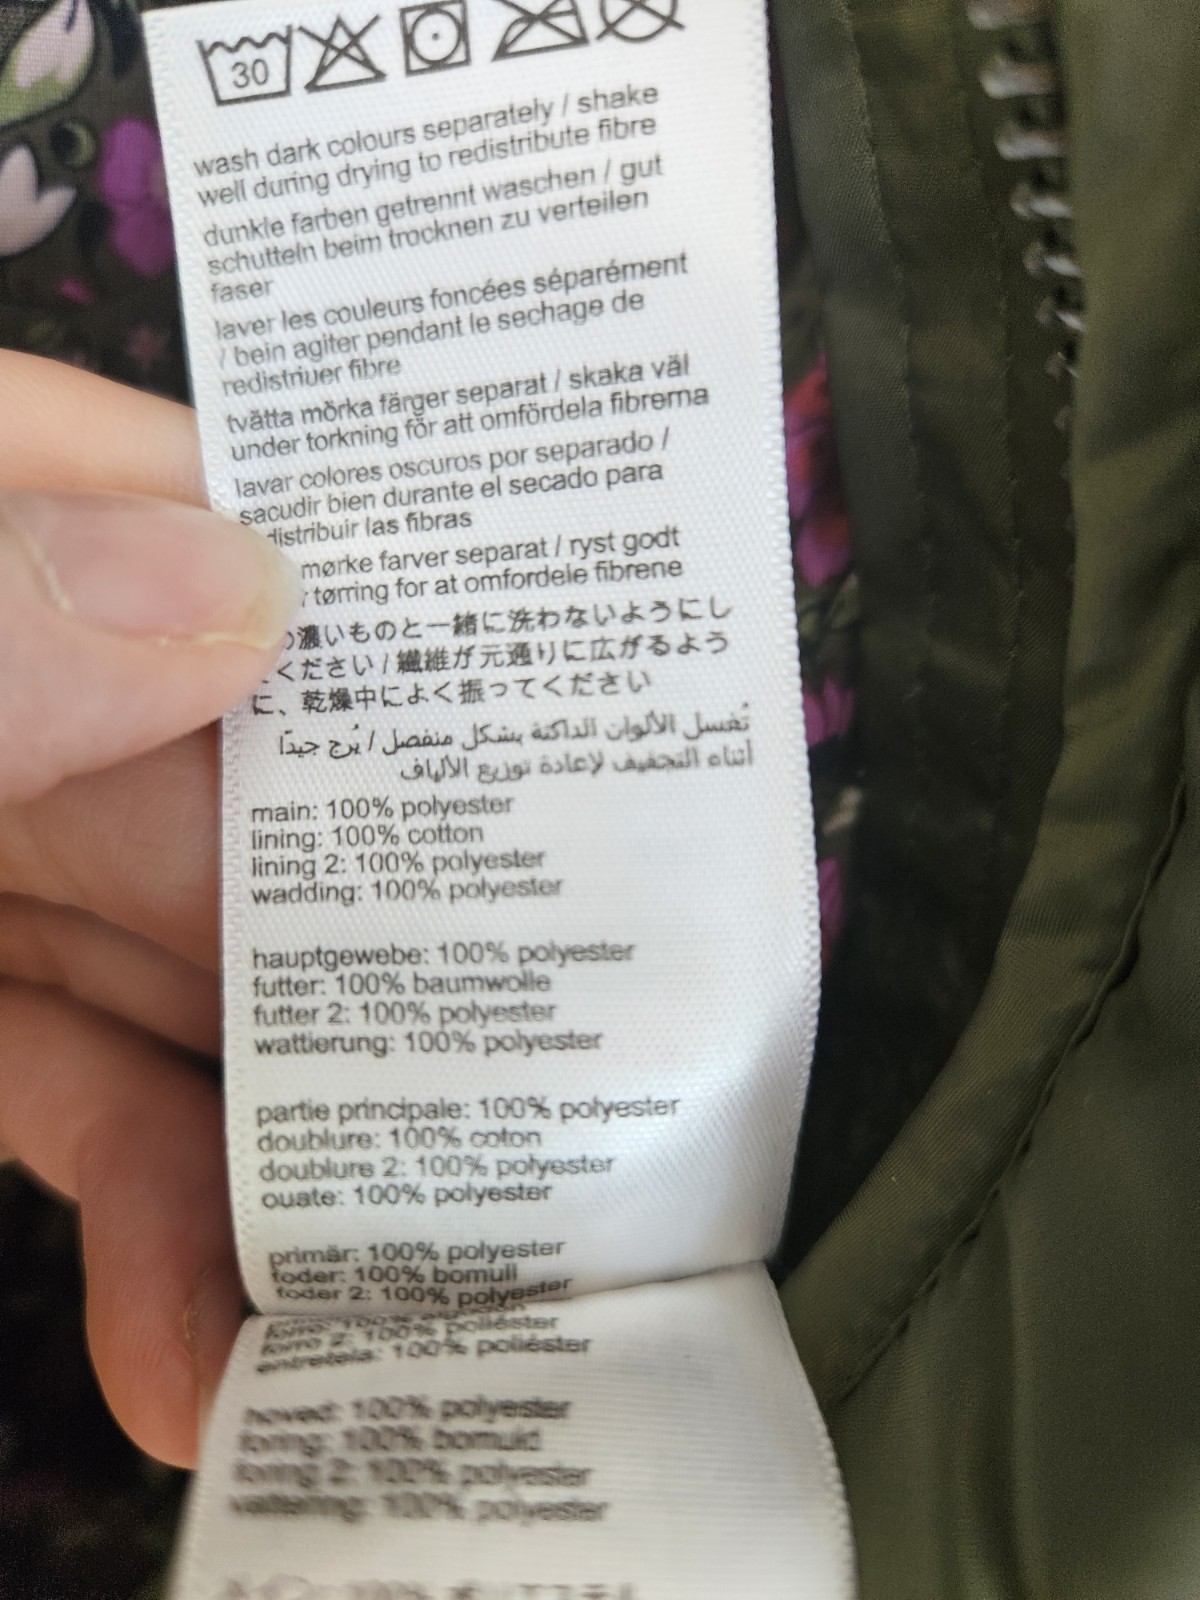 30
wash dark colours separately / shake
well during drying to redistribute fibre
dunkle farben getrennt waschen / gut
schutteln beim trocknen zu verteilen
faser
laver les couleurs foncées séparément
/ bein agiter pendant le sechage de
redistriuer fibre
tvätta mörka färger separat / skaka väl
under torkning för att omfördela fibrerna
lavar colores oscuros por separado /
sacudir bien durante el secado para
distribuir las fibras
mørke farver separat / ryst godt
tørring for at omfordele fibrene
濃いものと一緒に洗わないようにし
ください / 繊維が元通りに広がるよう
に、乾燥中によく振ってください
تُغسل الألوان الداكنة بشكل منفصل / يُرج جيدًا
أثناء التجفيف لإعادة توزيع الألياف
main: 100% polyester
lining: 100% cotton
lining 2: 100% polyester
wadding: 100% polyester
hauptgewebe: 100% polyester
futter: 100% baumwolle
futter 2: 100% polyester
wattierung: 100% polyester
partie principale: 100% polyester
doublure: 100% coton
doublure 2: 100% polyester
ouate: 100% polyester
primär: 100% polyester
foder: 100% bomull
foder 2: 100% polyester
forro: 100% algodón
forro 2: 100% poliéster
entretela: 100% poliéster
hoved: 100% polyester
foring: 100% bomuld
foring 2: 100% polyester
vattering: 100% polyester